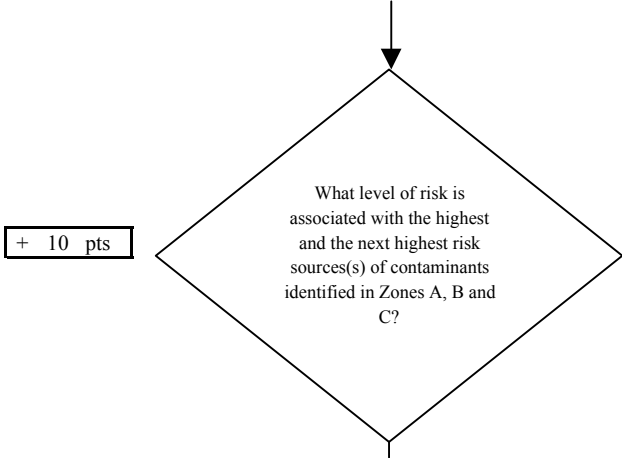 What level of risk is
associated with the highest
and the next highest risk
sources(s) of contaminants
identified in Zones A, B and
C?
+ 10 pts